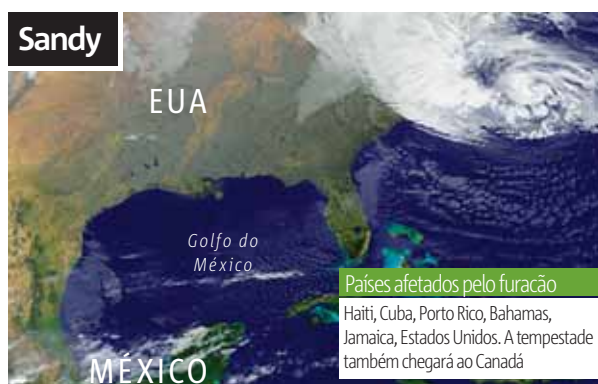 Sandy
EUA
Golfo do
México
Países afetados pelo furacão
Haiti, Cuba, Porto Rico, Bahamas,
Jamaica, Estados Unidos. A tempestade
também chegará ao Canadá
MÉXICO